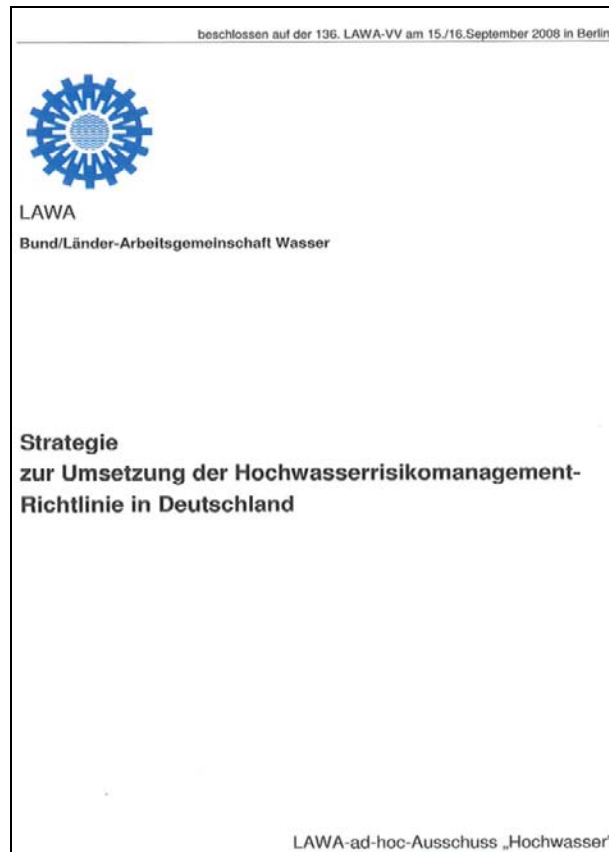 beschlossen auf der 136. LAWA-VV am 15./16.September 2008 in Berlin
LAWA
Bund/Länder-Arbeitsgemeinschaft Wasser
Strategie
zur Umsetzung der Hochwasserrisikomanagement-
Richtlinie in Deutschland
LAWA-ad-hoc-Ausschuss „Hochwasser“